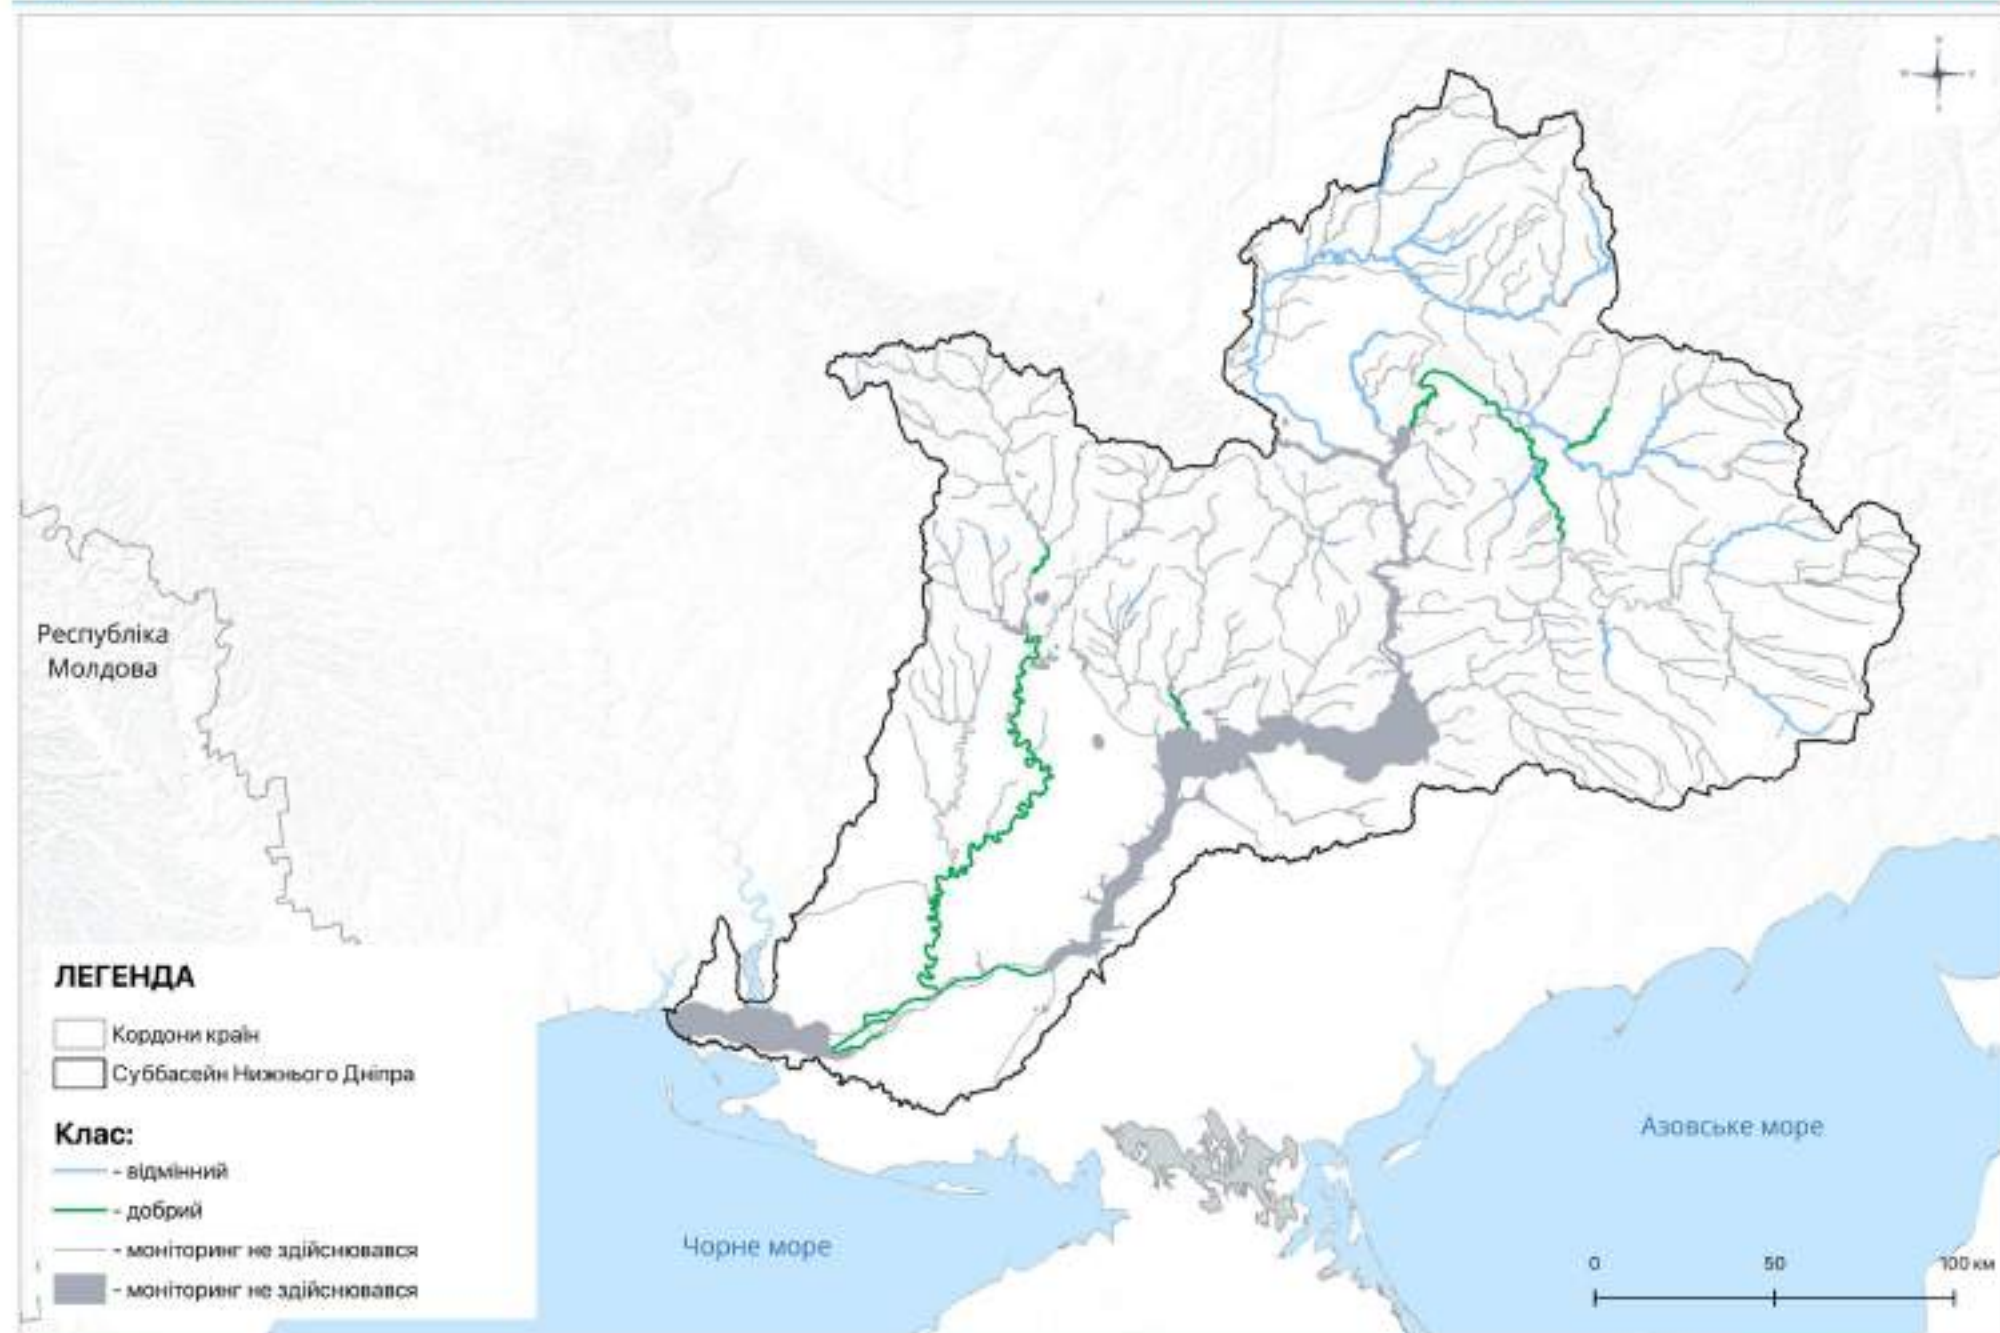 Республіка
Молдова
ЛЕГЕНДА
Кордони країн
Суббасейн Нижнього Дніпра
Клас:
- відмінний
- добрий
- моніторинг не здійснювався
- моніторинг не здійснювався
Чорне море
Азовське море
0 50 100 км